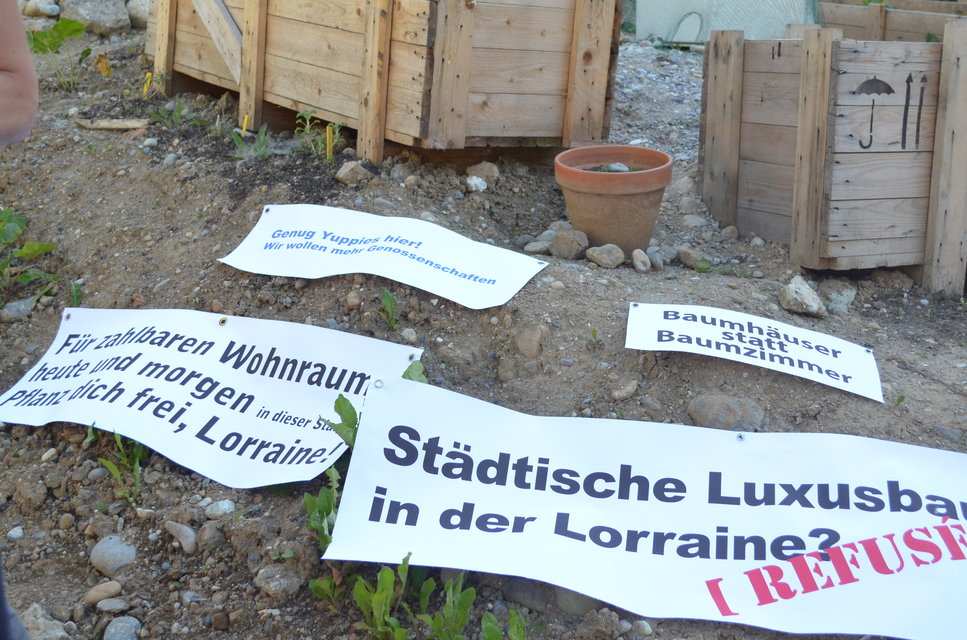 Genug Yuppies hier!
Wir wollen mehr Genossenschaften
Für zahlbaren Wohnraum
heute und morgen in dieser
Pflanz dich frei, Lorraine!
Baumhäuser
statt
Baumzimmer
Städtische Luxusba
in der Lorraine?
[ REFUSÉ